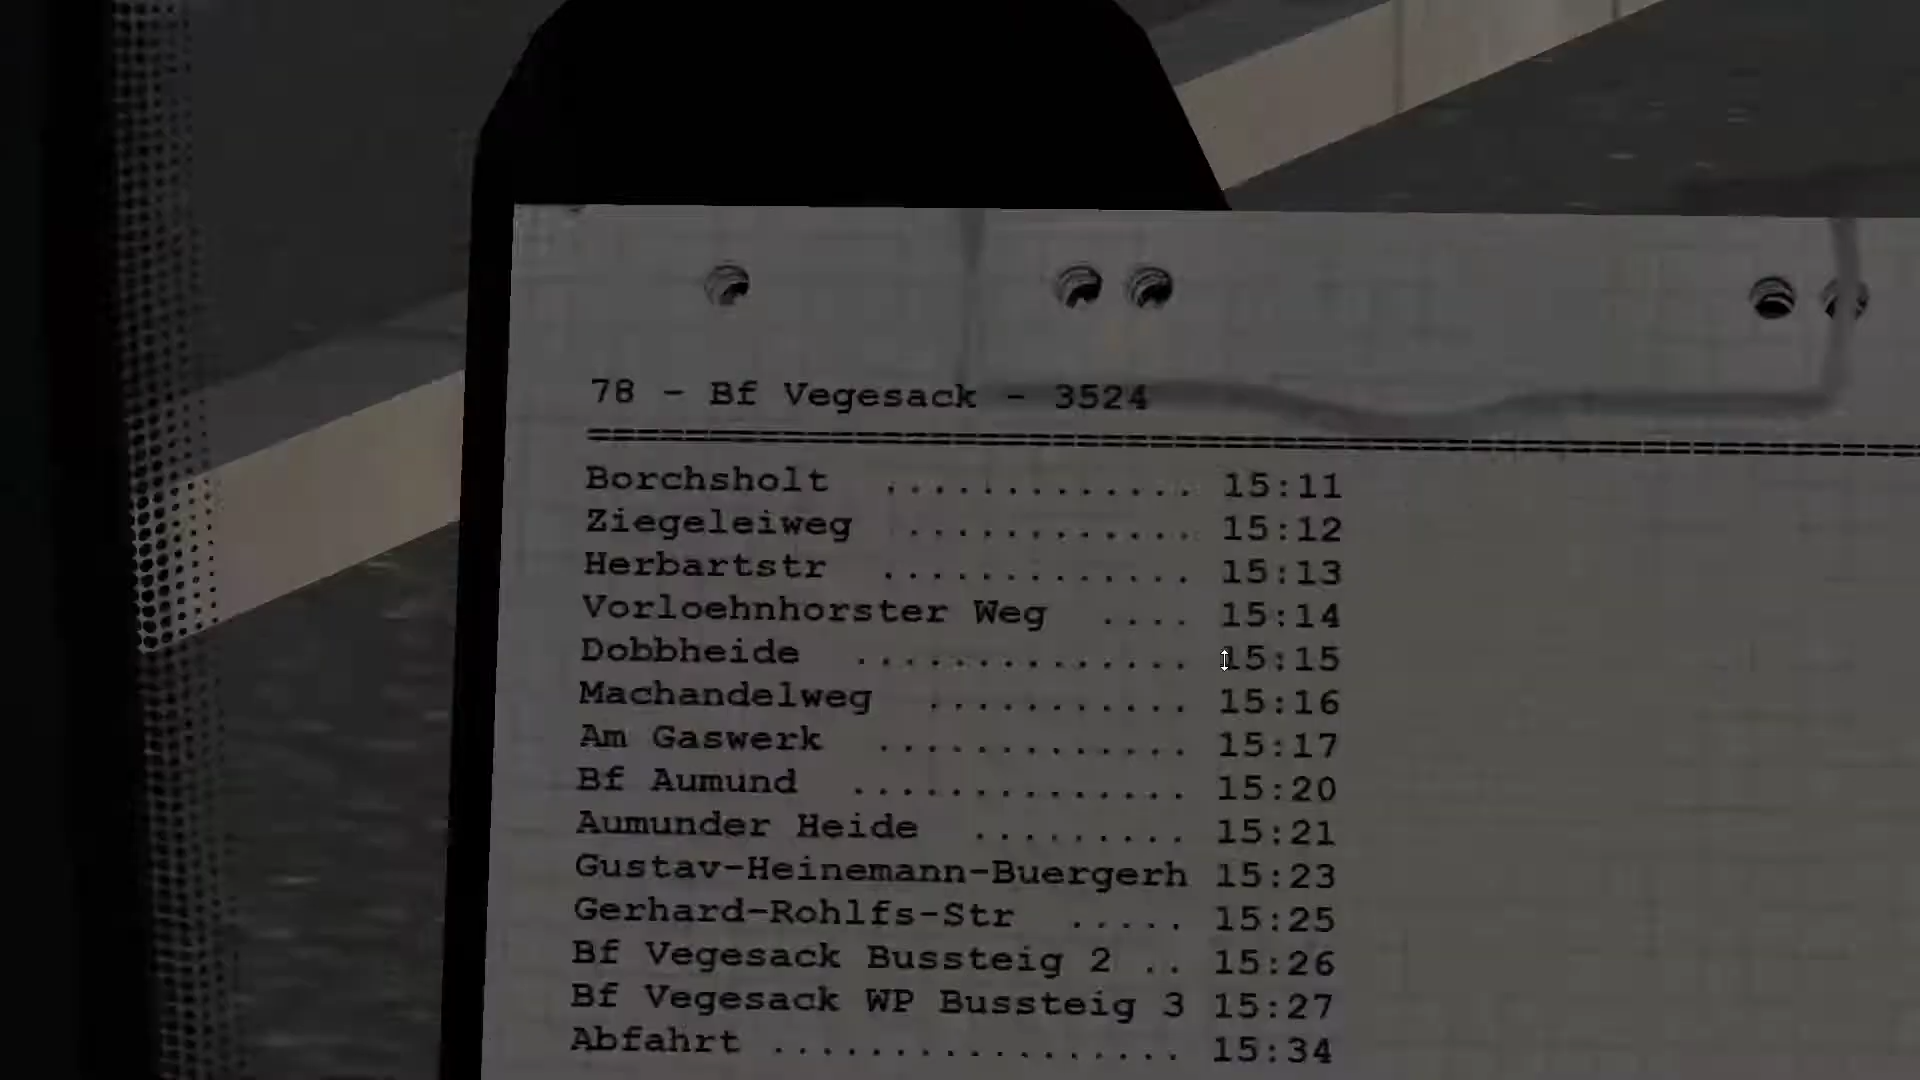 78 - Bf Vegesack - 3524
================================================
Borchsholt ............. 15:11
Ziegeleiweg ............ 15:12
Herbartstr ............. 15:13
Vorloehnhorster Weg .... 15:14
Dobbheide .............. 15:15
Machandelweg ........... 15:16
Am Gaswerk ............. 15:17
Bf Aumund .............. 15:20
Aumunder Heide ......... 15:21
Gustav-Heinemann-Buergerh 15:23
Gerhard-Rohlfs-Str ..... 15:25
Bf Vegesack Bussteig 2 .. 15:26
Bf Vegesack WP Bussteig 3 15:27
Abfahrt ................. 15:34